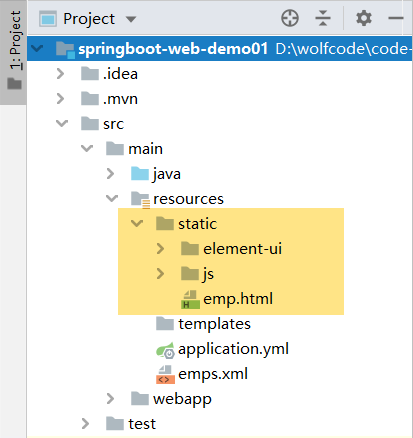 1: Project
Project
springboot-web-demo01 D:\wolfcode\code-
.idea
.mvn
src
main
java
resources
static
element-ui
js
emp.html
templates
application.yml
emps.xml
webapp
test